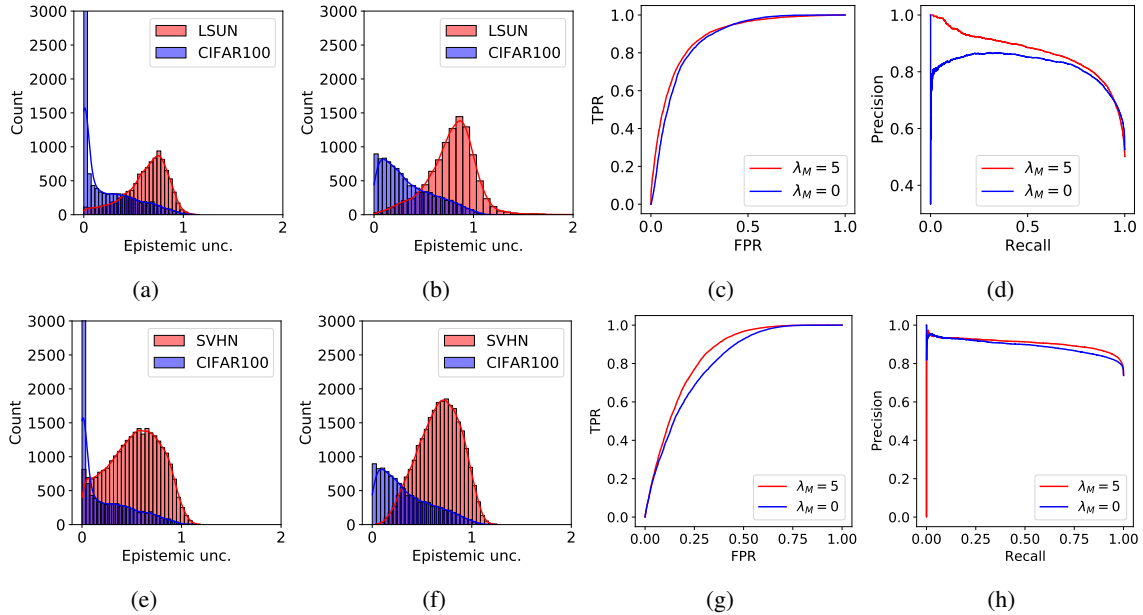 3000
2500
2000
1500
1000
500
0
Count
LSUN
CIFAR100
0
1
2
Epistemic unc.
(a)
3000
2500
2000
1500
1000
500
0
Count
LSUN
CIFAR100
0
1
2
Epistemic unc.
(b)
1.0
0.8
0.6
0.4
0.2
0.0
TPR
λ_M = 5
λ_M = 0
0.0
0.5
1.0
FPR
(c)
1.0
0.8
0.6
0.4
Precision
λ_M = 5
λ_M = 0
0.0
0.5
1.0
Recall
(d)
3000
2500
2000
1500
1000
500
0
Count
SVHN
CIFAR100
0
1
2
Epistemic unc.
(e)
3000
2500
2000
1500
1000
500
0
Count
SVHN
CIFAR100
0
1
2
Epistemic unc.
(f)
1.0
0.8
0.6
0.4
0.2
0.0
TPR
λ_M = 5
λ_M = 0
0.00
0.25
0.50
0.75
1.00
FPR
(g)
1.0
0.8
0.6
0.4
0.2
0.0
Precision
λ_M = 5
λ_M = 0
0.00
0.25
0.50
0.75
1.00
Recall
(h)